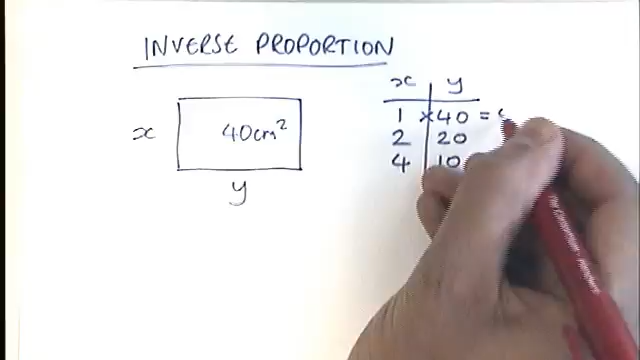 INVERSE PROPORTION
x
40cm²
y
x y
1 × 40 =
2 20
4 10